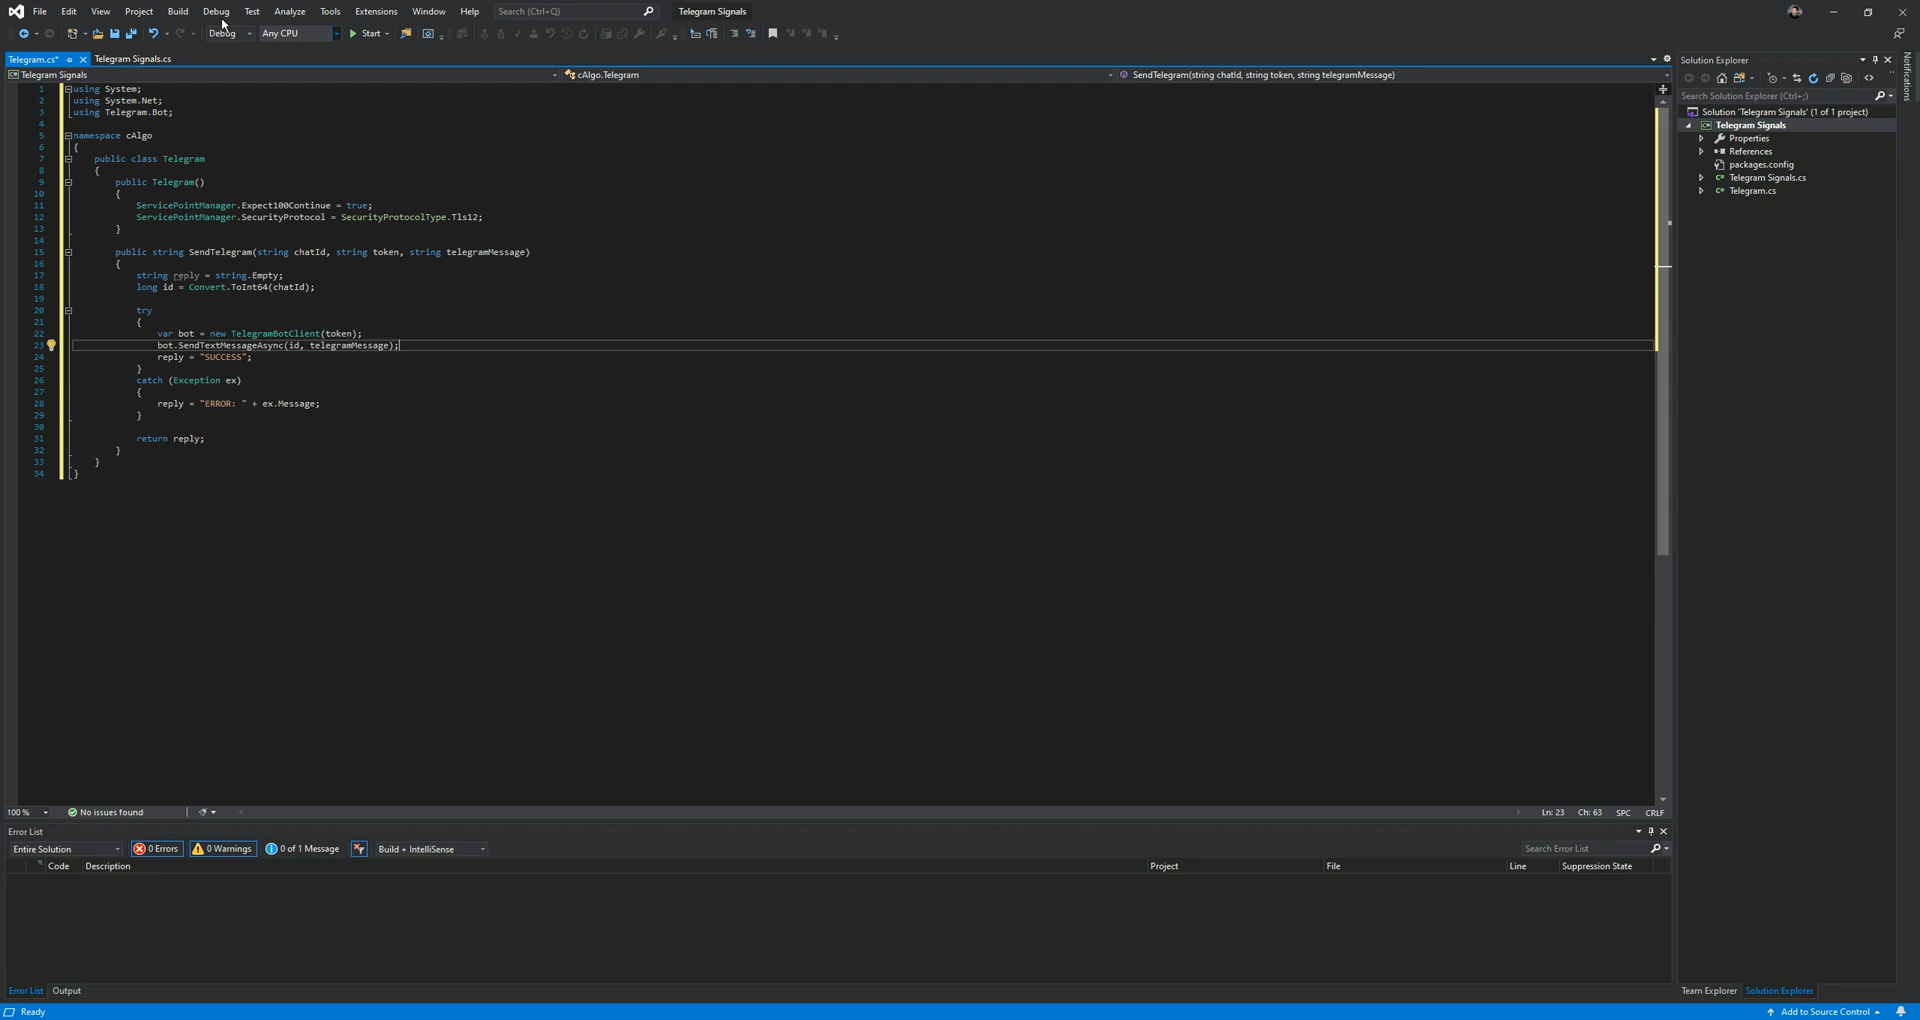 File Edit View Project Build Debug Test Analyze Tools Extensions Window Help Search (Ctrl+Q) Telegram Signals
Debug Any CPU Start
Telegram.cs* Telegram Signals.cs
Telegram Signals cAlgo.Telegram SendTelegram(string chatId, string token, string telegramMessage)
1 using System;
2 using System.Net;
3 using Telegram.Bot;
4
5 namespace cAlgo
6 {
7 public class Telegram
8 {
9 public Telegram()
10 {
11 ServicePointManager.Expect100Continue = true;
12 ServicePointManager.SecurityProtocol = SecurityProtocolType.Tls12;
13 }
14
15 public string SendTelegram(string chatId, string token, string telegramMessage)
16 {
17 string reply = string.Empty;
18 long id = Convert.ToInt64(chatId);
19
20 try
21 {
22 var bot = new TelegramBotClient(token);
23 bot.SendTextMessageAsync(id, telegramMessage);
24 reply = "SUCCESS";
25 }
26 catch (Exception ex)
27 {
28 reply = "ERROR: " + ex.Message;
29 }
30
31 return reply;
32 }
33 }
34 }
100 % No issues found Ln: 23 Ch: 63 SPC CRLF
Error List
Entire Solution 0 Errors 0 Warnings 0 of 1 Message Build + IntelliSense Search Error List
Code Description Project File Line Suppression State
Error List Output
Solution Explorer
Search Solution Explorer (Ctrl+;)
Solution 'Telegram Signals' (1 of 1 project)
Telegram Signals
Properties
References
packages.config
Telegram Signals.cs
Telegram.cs
Team Explorer Solution Explorer
Notifications
Ready Add to Source Control